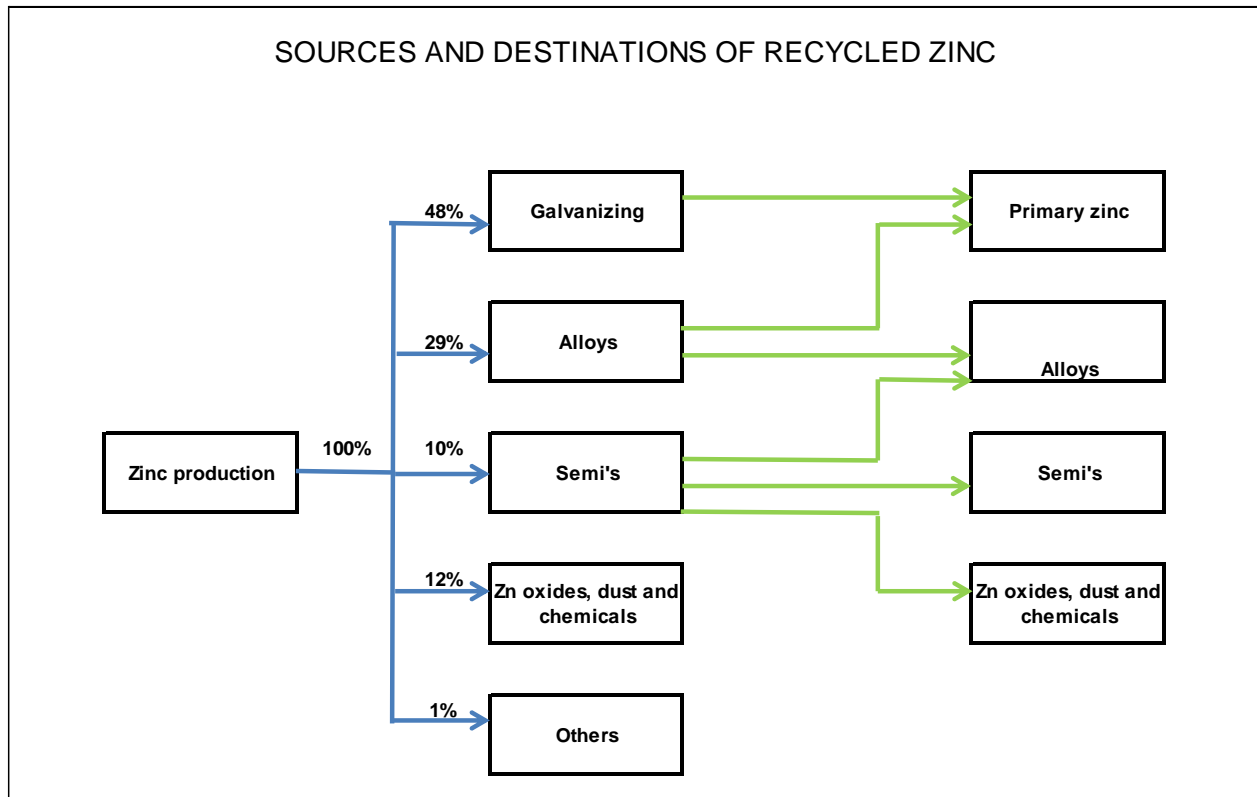 SOURCES AND DESTINATIONS OF RECYCLED ZINC
48%
Galvanizing
Primary zinc
29%
Alloys
Alloys
Zinc production
100%
10%
Semi's
Semi's
12%
Zn oxides, dust and
chemicals
Zn oxides, dust and
chemicals
1%
Others